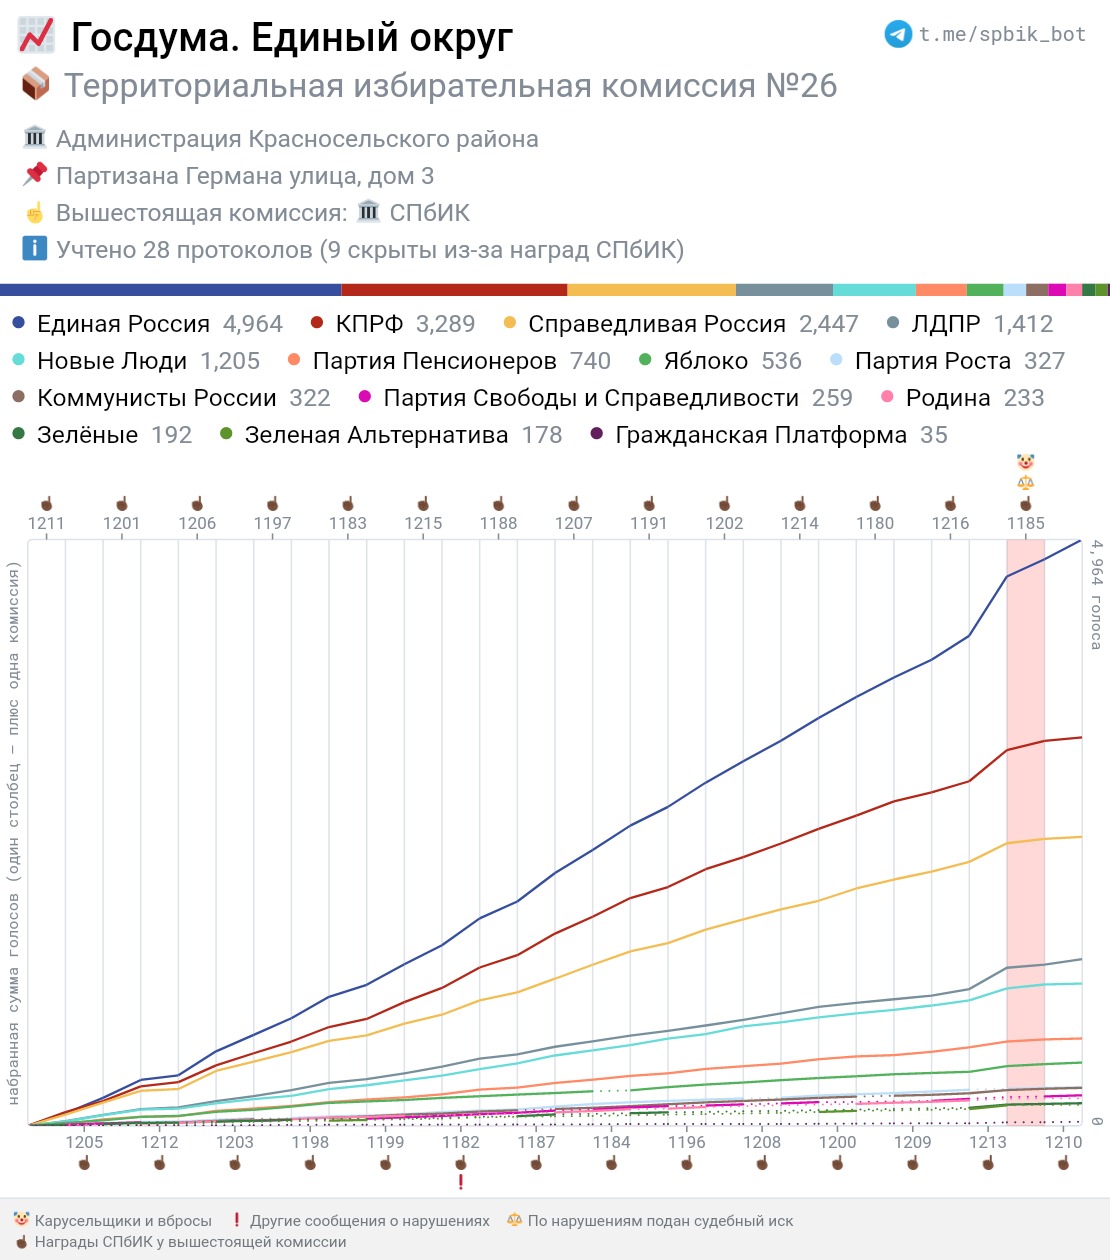 Госдума. Единый округ
t.me/spbik_bot
Территориальная избирательная комиссия №26
Администрация Красносельского района
Партизана Германа улица, дом 3
Вышестоящая комиссия: СПбИК
Учтено 28 протоколов (9 скрыты из-за наград СПбИК)
Единая Россия 4,964 КПРФ 3,289 Справедливая Россия 2,447 ЛДПР 1,412
Новые Люди 1,205 Партия Пенсионеров 740 Яблоко 536 Партия Роста 327
Коммунисты России 322 Партия Свободы и Справедливости 259 Родина 233
Зелёные 192 Зеленая Альтернатива 178 Гражданская Платформа 35
1211 1201 1206 1197 1183 1215 1188 1207 1191 1202 1214 1180 1216 1185
набранная сумма голосов (один столбец — плюс одна комиссия)
4,964 голоса
0
1205 1212 1203 1198 1199 1182 1187 1184 1196 1208 1200 1209 1213 1210
Карусельщики и вбросы Другие сообщения о нарушениях По нарушениям подан судебный иск
Награды СПбИК у вышестоящей комиссии